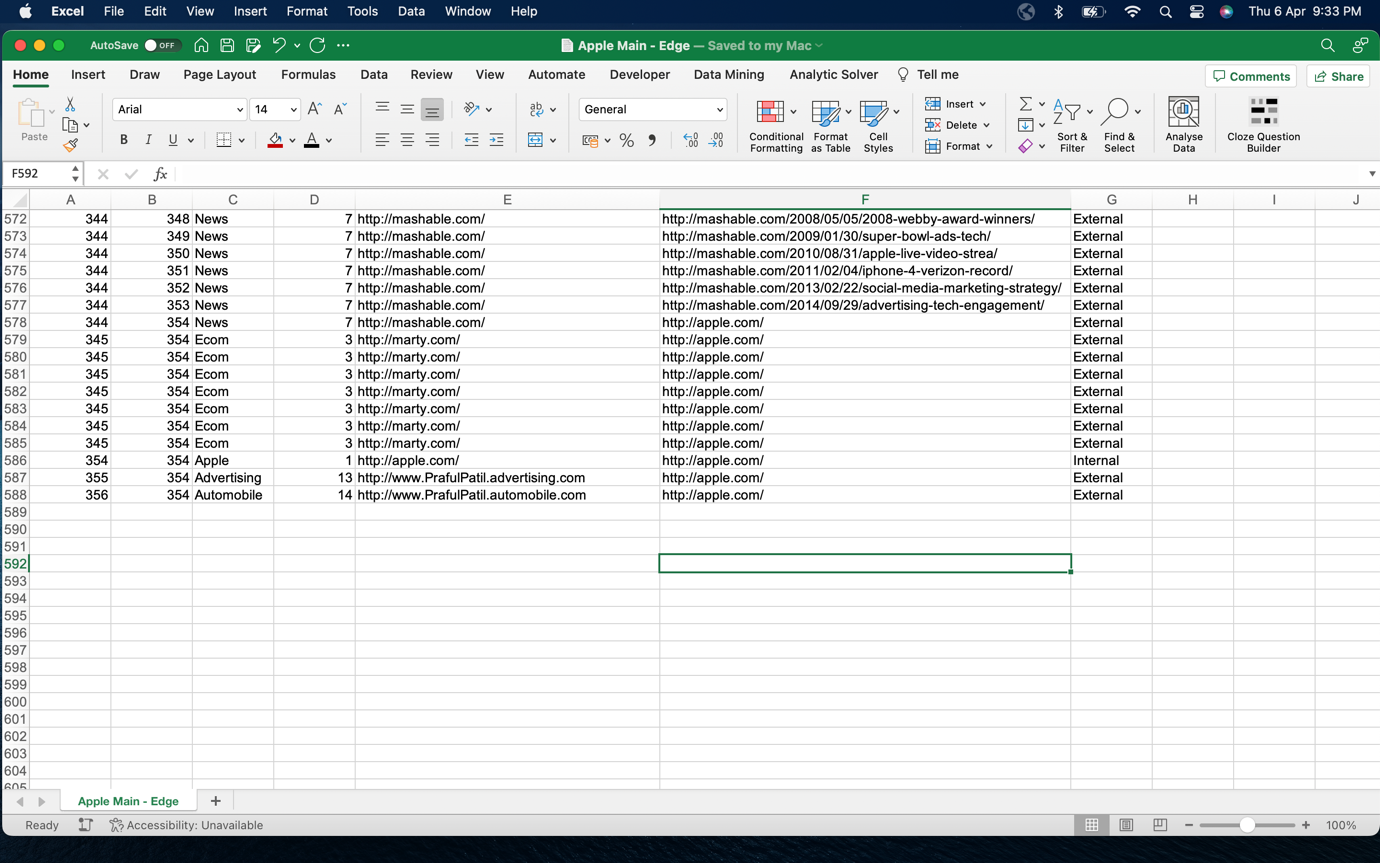 Excel File Edit View Insert Format Tools Data Window Help Thu 6 Apr 9:33 PM
AutoSave OFF Apple Main - Edge — Saved to my Mac
Home Insert Draw Page Layout Formulas Data Review View Automate Developer Data Mining Analytic Solver Tell me Comments Share
Paste Arial 14 General Conditional Formatting Format as Table Cell Styles Insert Delete Format Sort & Filter Find & Select Analyse Data Cloze Question Builder
F592 fx
A B C D E F G H I J
572 344 348 News 7 http://mashable.com/ http://mashable.com/2008/05/05/2008-webby-award-winners/ External
573 344 349 News 7 http://mashable.com/ http://mashable.com/2009/01/30/super-bowl-ads-tech/ External
574 344 350 News 7 http://mashable.com/ http://mashable.com/2010/08/31/apple-live-video-strea/ External
575 344 351 News 7 http://mashable.com/ http://mashable.com/2011/02/04/iphone-4-verizon-record/ External
576 344 352 News 7 http://mashable.com/ http://mashable.com/2013/02/22/social-media-marketing-strategy/ External
577 344 353 News 7 http://mashable.com/ http://mashable.com/2014/09/29/advertising-tech-engagement/ External
578 344 354 News 7 http://mashable.com/ http://apple.com/ External
579 345 354 Ecom 3 http://marty.com/ http://apple.com/ External
580 345 354 Ecom 3 http://marty.com/ http://apple.com/ External
581 345 354 Ecom 3 http://marty.com/ http://apple.com/ External
582 345 354 Ecom 3 http://marty.com/ http://apple.com/ External
583 345 354 Ecom 3 http://marty.com/ http://apple.com/ External
584 345 354 Ecom 3 http://marty.com/ http://apple.com/ External
585 345 354 Ecom 3 http://marty.com/ http://apple.com/ External
586 354 354 Apple 1 http://apple.com/ http://apple.com/ Internal
587 355 354 Advertising 13 http://www.PrafulPatil.advertising.com http://apple.com/ External
588 356 354 Automobile 14 http://www.PrafulPatil.automobile.com http://apple.com/ External
589
590
591
592
593
594
595
596
597
598
599
600
601
602
603
604
605
Apple Main - Edge +
Ready Accessibility: Unavailable 100%